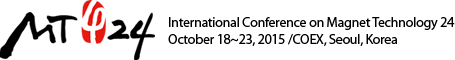 MT 24
International Conference on Magnet Technology 24
October 18~23, 2015 /COEX, Seoul, Korea